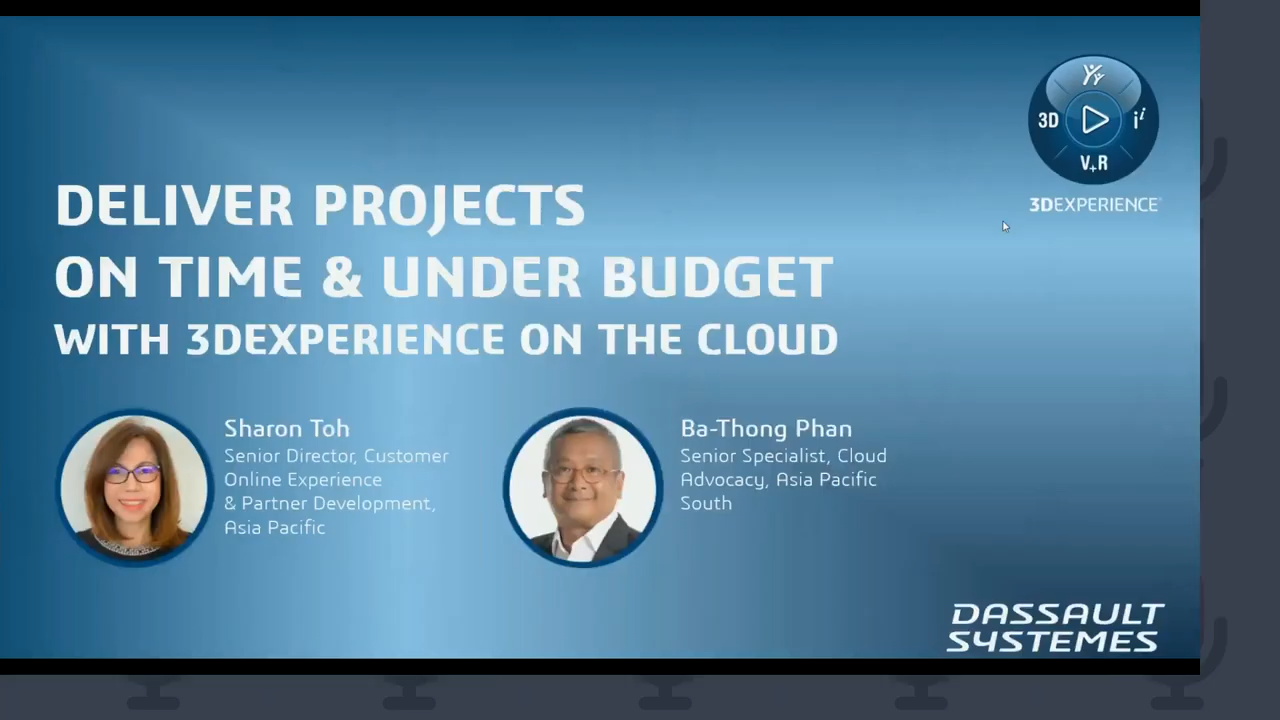 3D
V+R
3DEXPERIENCE
DELIVER PROJECTS
ON TIME & UNDER BUDGET
WITH 3DEXPERIENCE ON THE CLOUD
Sharon Toh
Senior Director, Customer
Online Experience
& Partner Development,
Asia Pacific
Ba-Thong Phan
Senior Specialist, Cloud
Advocacy, Asia Pacific
South
DASSAULT
SYSTEMES